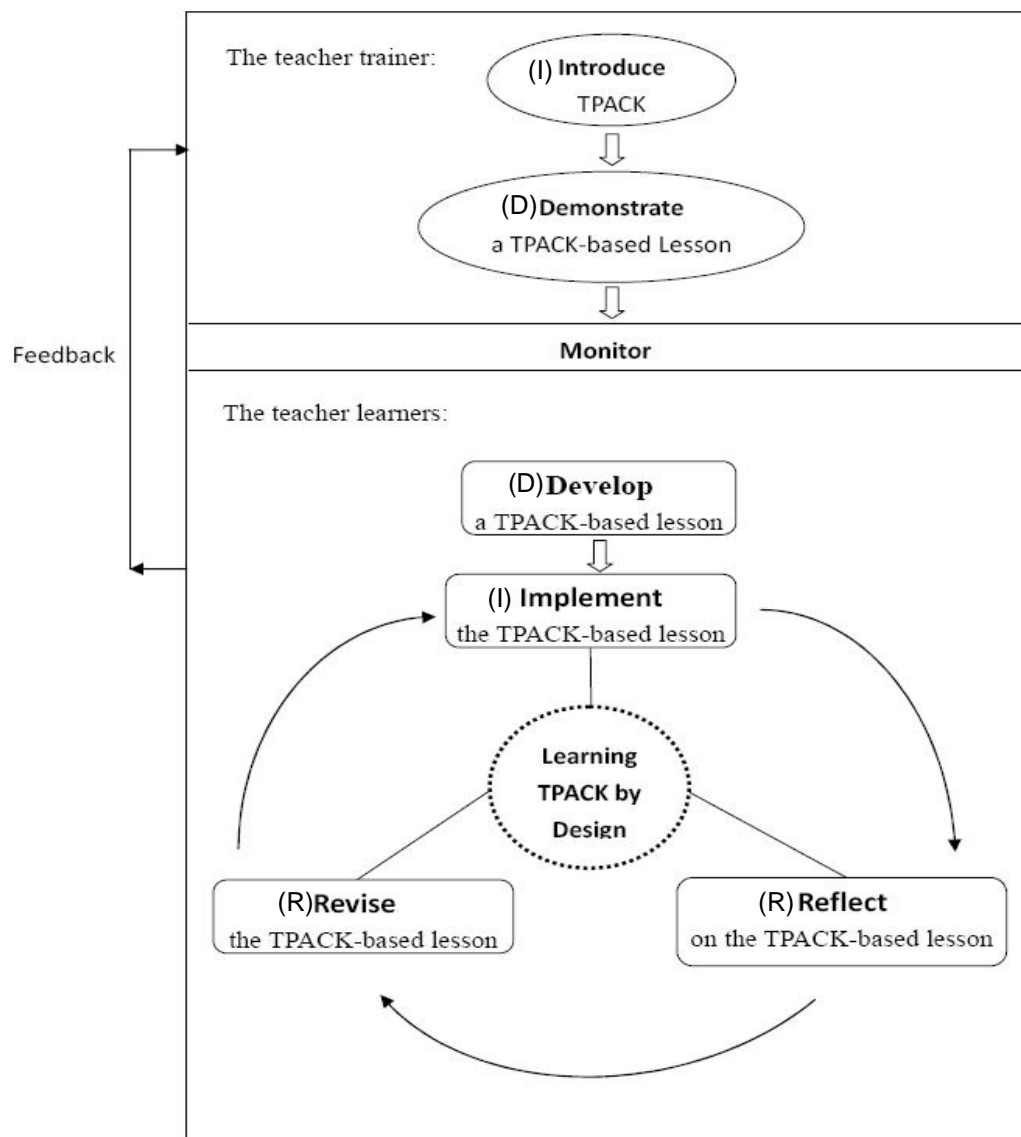 The teacher trainer:
(I) Introduce
TPACK
(D) Demonstrate
a TPACK-based Lesson
Monitor
Feedback
The teacher learners:
(D) Develop
a TPACK-based lesson
(I) Implement
the TPACK-based lesson
Learning
TPACK by
Design
(R) Revise
the TPACK-based lesson
(R) Reflect
on the TPACK-based lesson